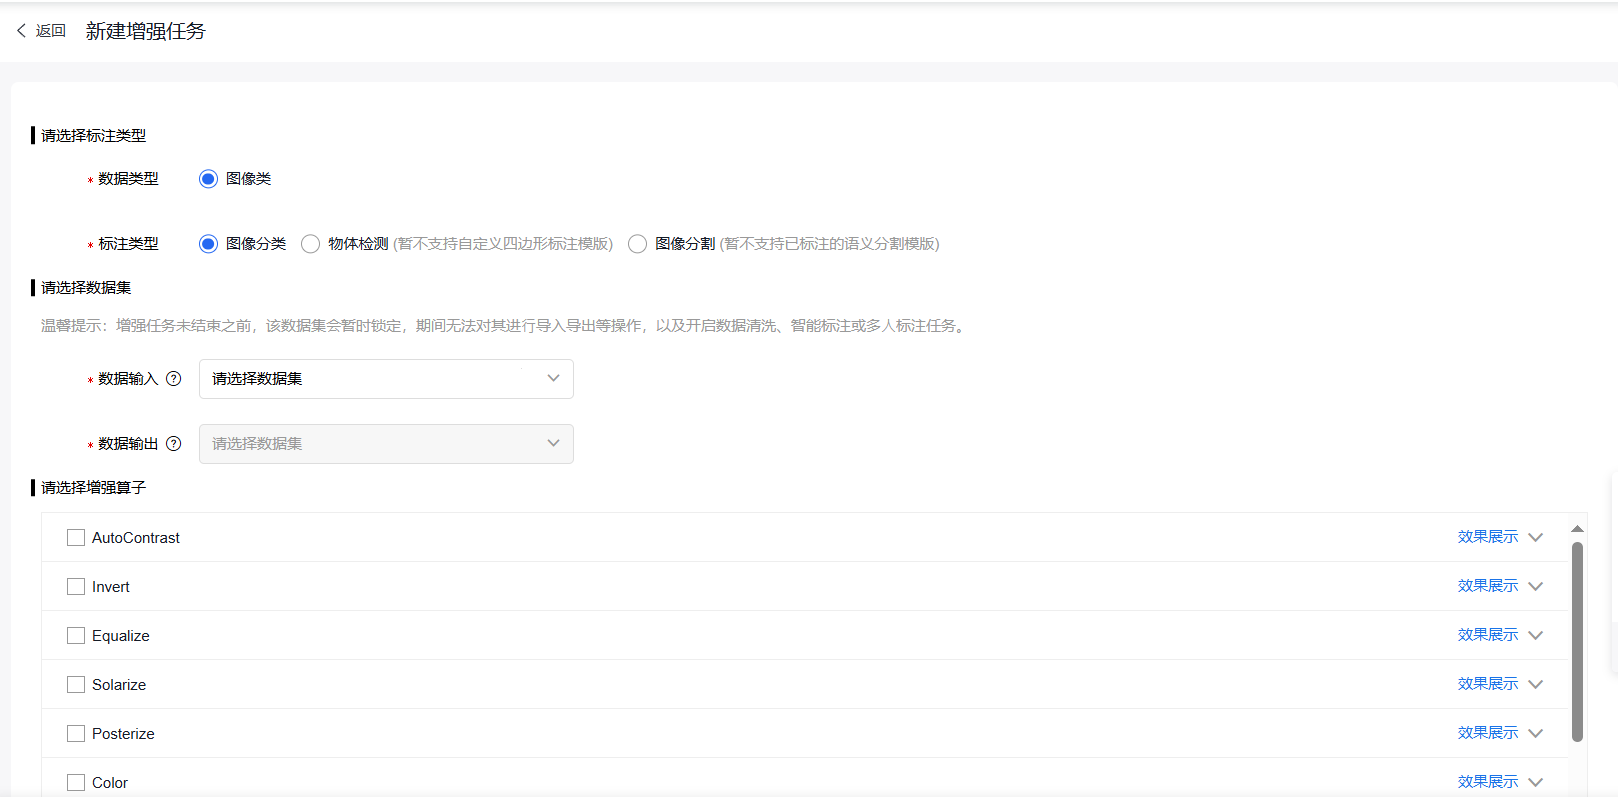 返回 新建增强任务
请选择标注类型
* 数据类型 图像类
* 标注类型 图像分类 物体检测 (暂不支持自定义四边形标注模版) 图像分割 (暂不支持已标注的语义分割模版)
请选择数据集
温馨提示：增强任务未结束之前，该数据集会暂时锁定，期间无法对其进行导入导出等操作，以及开启数据清洗、智能标注或多人标注任务。
* 数据输入 ? 请选择数据集
* 数据输出 ? 请选择数据集
请选择增强算子
AutoContrast 效果展示
Invert 效果展示
Equalize 效果展示
Solarize 效果展示
Posterize 效果展示
Color 效果展示